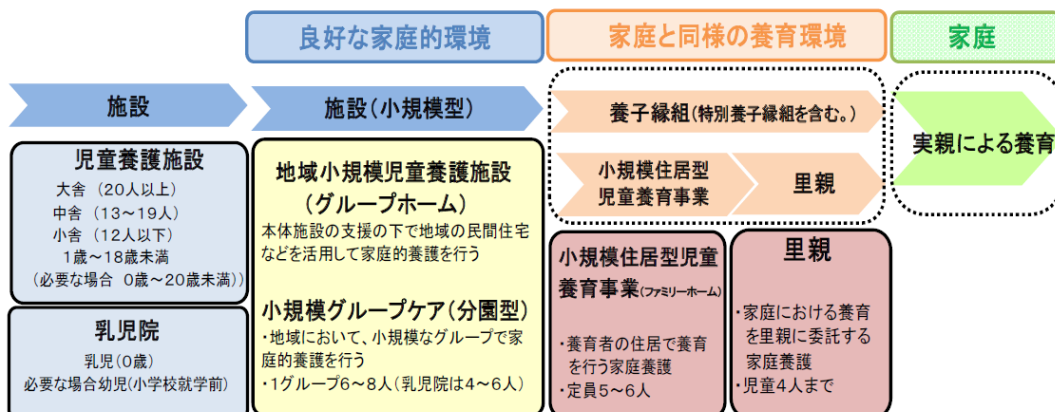 良好な家庭的環境
家庭と同様の養育環境
家庭
施設
施設(小規模型)
養子縁組(特別養子縁組を含む。)
小規模住居型
児童養育事業
里親
実親による養育
児童養護施設
大舎 (20人以上)
中舎 (13~19人)
小舎 (12人以下)
1歳~18歳未満
(必要な場合 0歳~20歳未満))
乳児院
乳児(0歳)
必要な場合幼児(小学校就学前)
地域小規模児童養護施設
(グループホーム)
本体施設の支援の下で地域の民間住宅
などを活用して家庭的養護を行う
小規模グループケア(分園型)
・地域において、小規模なグループで家
庭的養護を行う
・1グループ6~8人(乳児院は4~6人)
小規模住居型児童
養育事業(ファミリーホーム)
・養育者の住居で養育
を行う家庭養護
・定員5~6人
里親
・家庭における養育
を里親に委託する
家庭養護
・児童4人まで